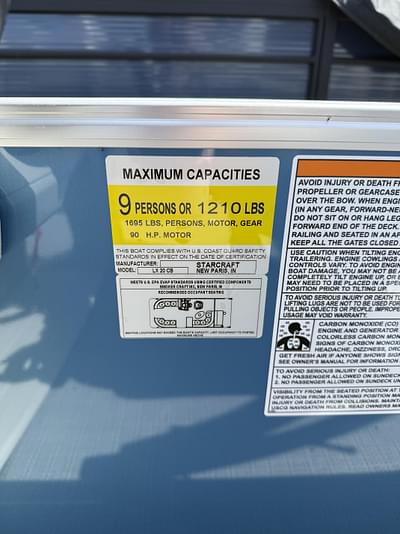 MAXIMUM CAPACITIES
9 PERSONS OR 1210 LBS
1695 LBS, PERSONS, MOTOR, GEAR
90 H.P. MOTOR
THIS BOAT COMPLIES WITH U.S. COAST GUARD SAFETY
STANDARDS IN EFFECT ON THE DATE OF CERTIFICATION
MANUFACTURER: STARCRAFT
MODEL: LX 20 CB NEW PARIS, IN
MEETS U.S. EPA EVAP STANDARDS USING CERTIFIED COMPONENTS
RECOMMENDED OCCUPANCY
AVOID INJURY OR DEATH
PROPELLER OR GEARCASE
OVER THE BOW. WHEN
(IN ANY GEAR, FORWARD-
DO NOT SIT ON OR HANG
FORWARD END OF THE DECK.
RAILING AND SEATED IN AN
KEEP ALL THE GATES CLOSED
USE CAUTION WHEN TILTING
TRAILERING. ENGINE COWLINGS
CONTROLS VARY. TO AVOID
BOAT DAMAGE, YOU MAY NOT BE
COMPLETELY TILT ENGINE UP, OR
MAY NEED TO BE PLACED IN A
POSITION PRIOR TO TILTING UP.
TO AVOID SERIOUS INJURY OR DEATH
LIFTING LUGS ARE NOT TO BE USED FOR
PULLING OBJECTS OR PEOPLE.
USAGE MAY VOID WARRANTY.
CARBON MONOXIDE (CO)
ENGINE AND GENERATOR
COLORLESS CARBON
SIGNS OF CARBON
HEADACHE, DIZZINESS,
GET FRESH AIR IF ANYONE SHOWS
SEE OWNER'S MANUAL FOR INFORMATION
TO AVOID SERIOUS INJURY OR DEATH:
1. NO PASSENGER ALLOWED ON SUNDECK
2. NO PASSENGER ALLOWED ON SUNDECK
VISIBILITY FROM THE SEATED POSITION AT
OPERATION FROM A STANDING POSITION
INJURY OR DEATH FROM COLLISIONS.
USCG NAVIGATION RULES. READ OWNERS